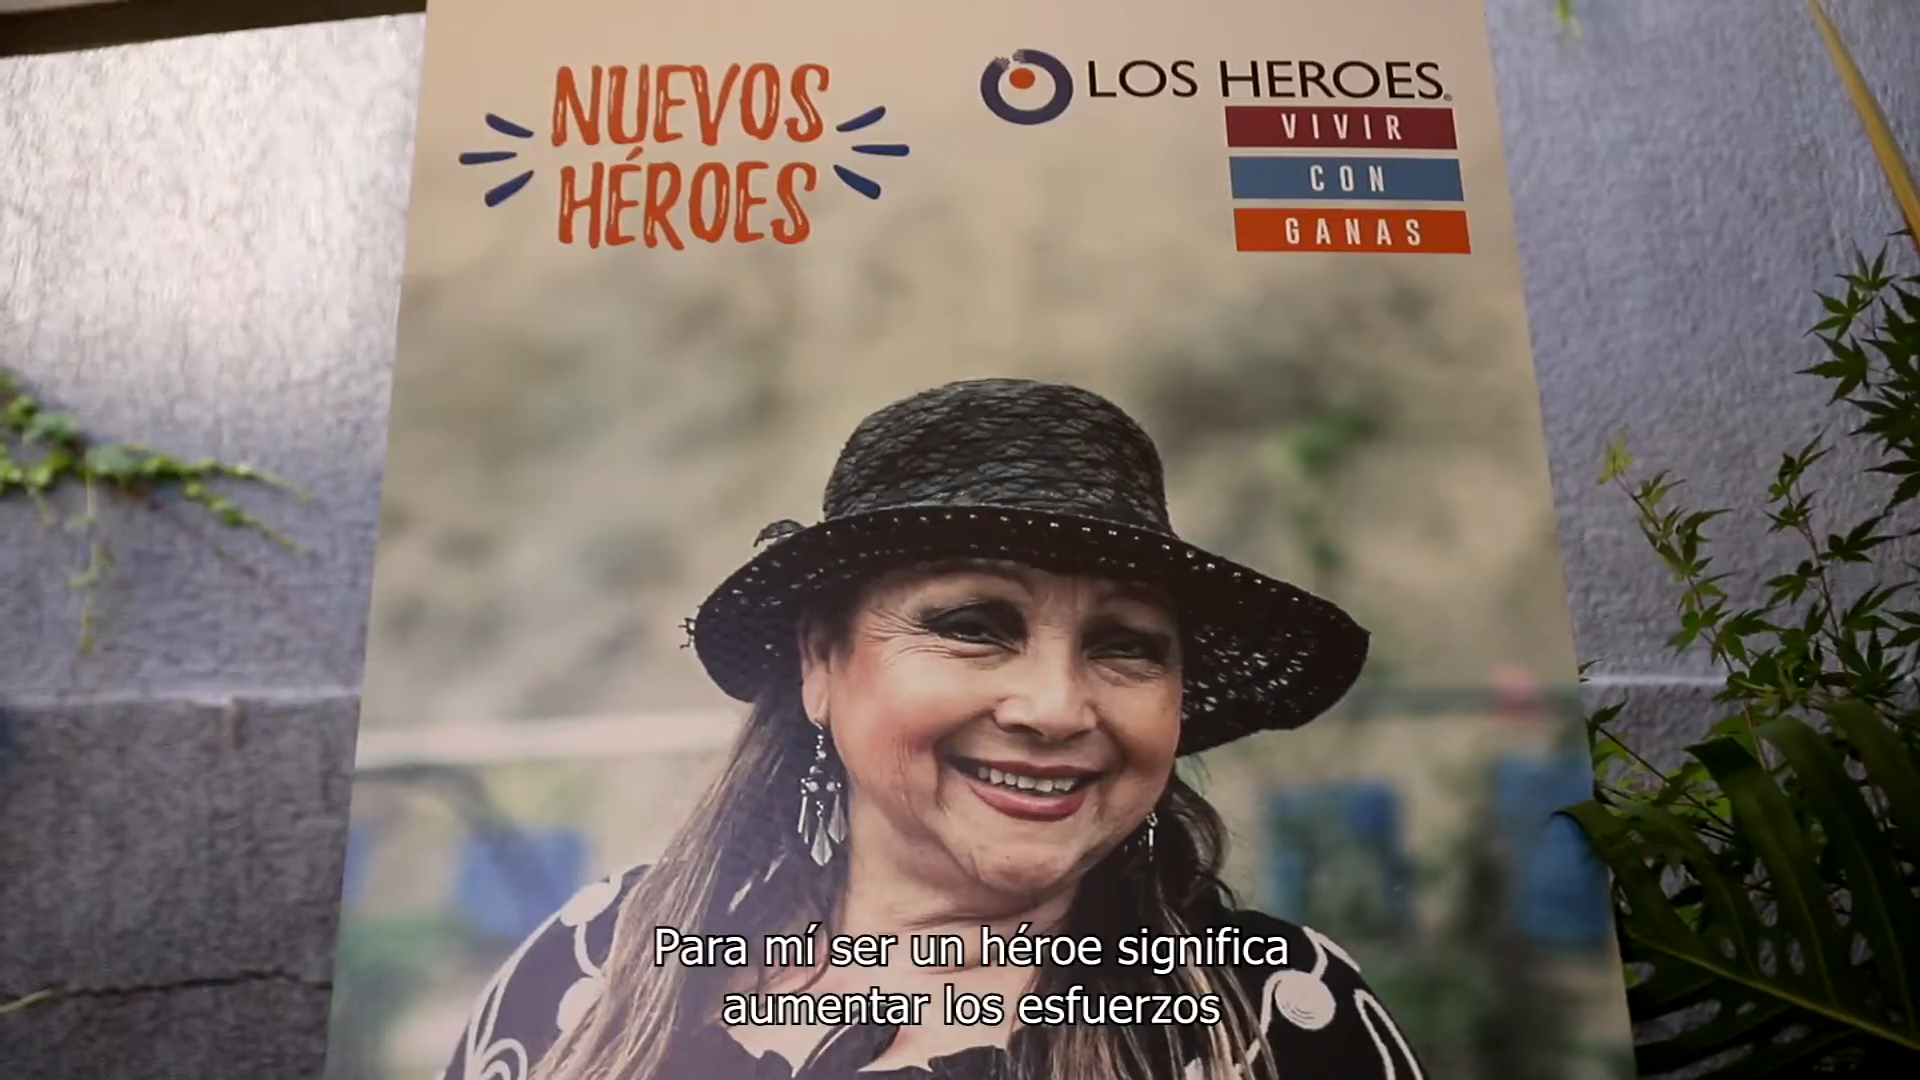 NUEVOS
HÉROES
LOS HEROES®
VIVIR
CON
GANAS
Para mí ser un héroe significa
aumentar los esfuerzos